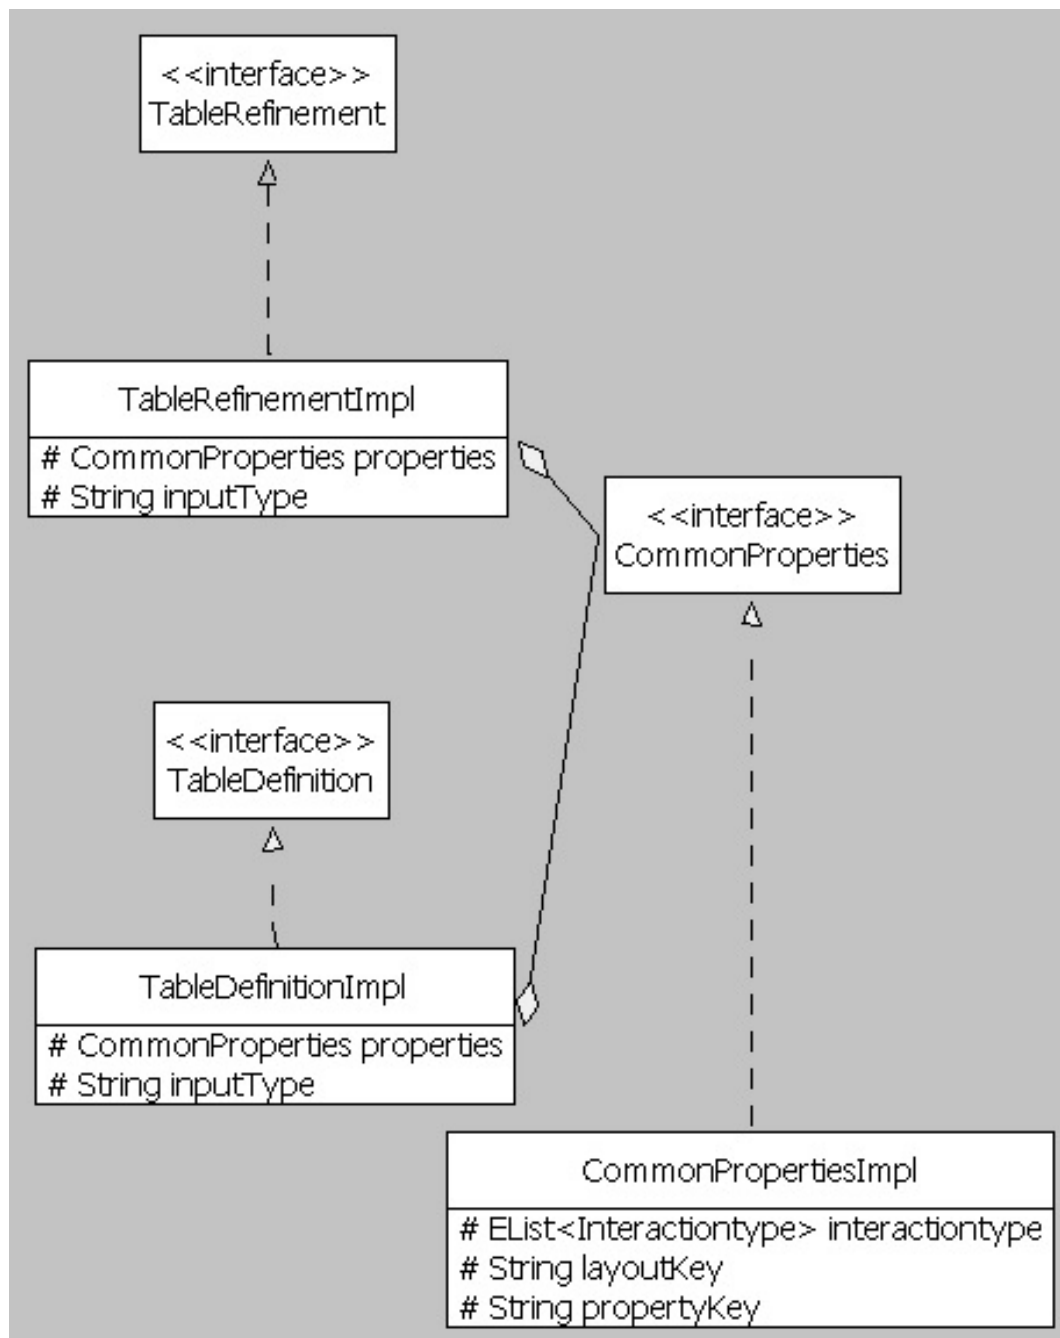 <<interface>>
TableRefinement
TableRefinementImpl
# CommonProperties properties
# String inputType
<<interface>>
CommonProperties
<<interface>>
TableDefinition
TableDefinitionImpl
# CommonProperties properties
# String inputType
CommonPropertiesImpl
# EList<Interactiontype> interactiontype
# String layoutKey
# String propertyKey